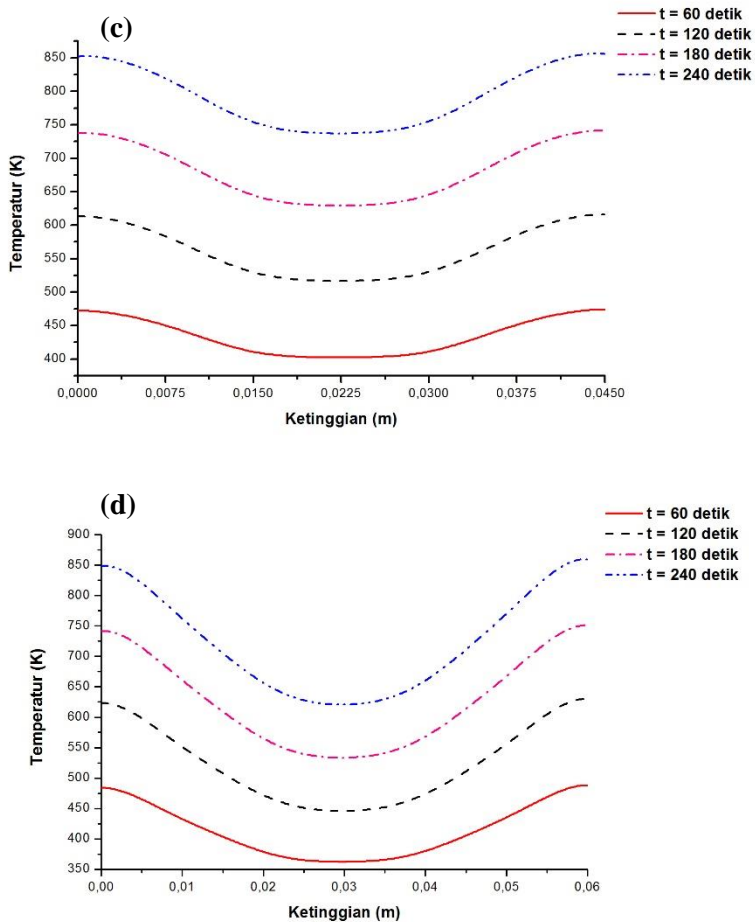 (c)
t = 60 detik
t = 120 detik
t = 180 detik
t = 240 detik
850
800
750
700
650
600
550
500
450
400
Temperatur (K)
0,0000 0,0075 0,0150 0,0225 0,0300 0,0375 0,0450
Ketinggian (m)
(d)
t = 60 detik
t = 120 detik
t = 180 detik
t = 240 detik
900
850
800
750
700
650
600
550
500
450
400
350
Temperatur (K)
0,00 0,01 0,02 0,03 0,04 0,05 0,06
Ketinggian (m)